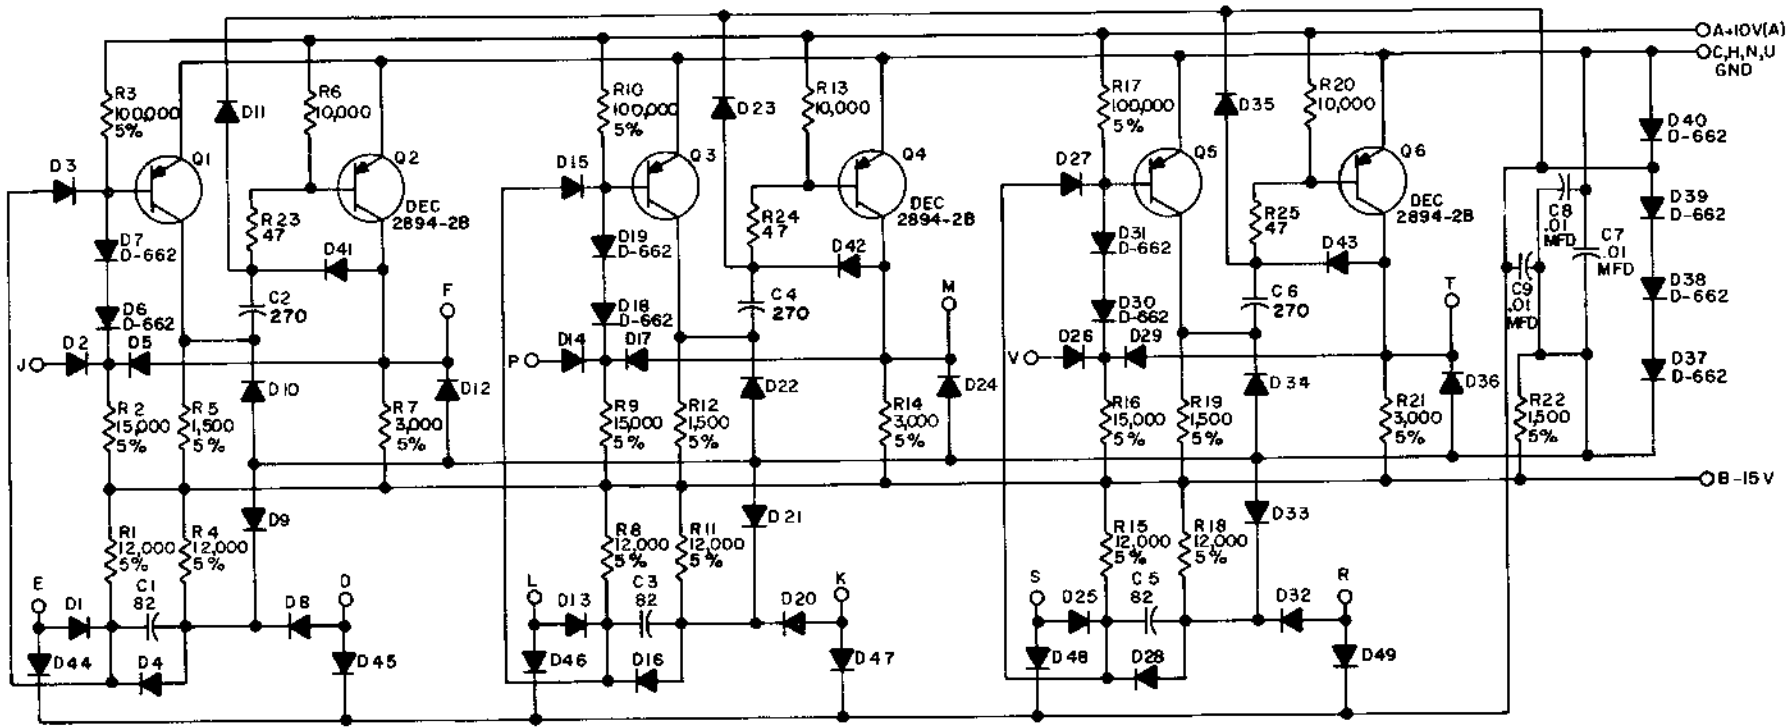 A+10V(A)
C,H,N,U
GND
R3
100,000
5%
D11
R6
10,000
R10
100,000
5%
D23
R13
10,000
R17
100,000
5%
D35
R20
10,000
D40
D-662
D3
Q1
Q2
D15
Q3
Q4
D27
Q5
Q6
R23
47
DEC
2894-2B
R24
47
DEC
2894-2B
R25
47
DEC
2894-2B
C8
.01
MFD
D39
D-662
C7
.01
MFD
D7
D-662
D41
D19
D-662
D42
D31
D-662
D43
C9
.01
MFD
D38
D-662
D6
D-662
C2
270
F
D18
D-662
C4
270
M
D30
D-662
C6
270
T
J
D2
D5
P
D14
D17
V
D26
D29
D10
D12
D22
D24
D34
D36
D37
D-662
R2
15,000
5%
R5
1,500
5%
R7
3,000
5%
R9
15,000
5%
R12
1,500
5%
R14
3,000
5%
R16
15,000
5%
R19
1,500
5%
R21
3,000
5%
R22
1,500
5%
B-15V
R1
12,000
5%
R4
12,000
5%
D9
R8
12,000
5%
R11
12,000
5%
D21
R15
12,000
5%
R18
12,000
5%
D33
E
D1
C1
82
D8
D
L
D13
C3
82
D20
K
S
D25
C5
82
D32
R
D44
D4
D45
D46
D16
D47
D48
D28
D49